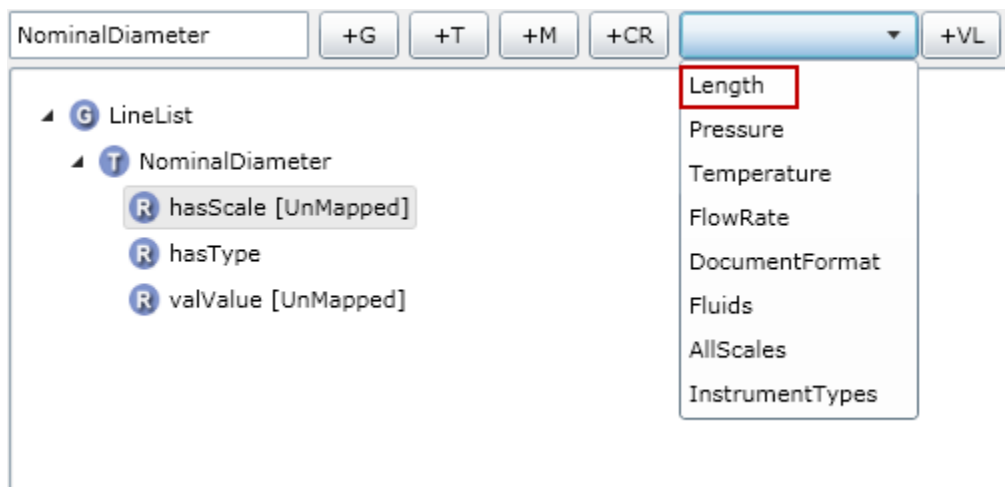 NominalDiameter +G +T +M +CR +VL
G LineList
T NominalDiameter
R hasScale [UnMapped]
R hasType
R valValue [UnMapped]
Length
Pressure
Temperature
FlowRate
DocumentFormat
Fluids
AllScales
InstrumentTypes